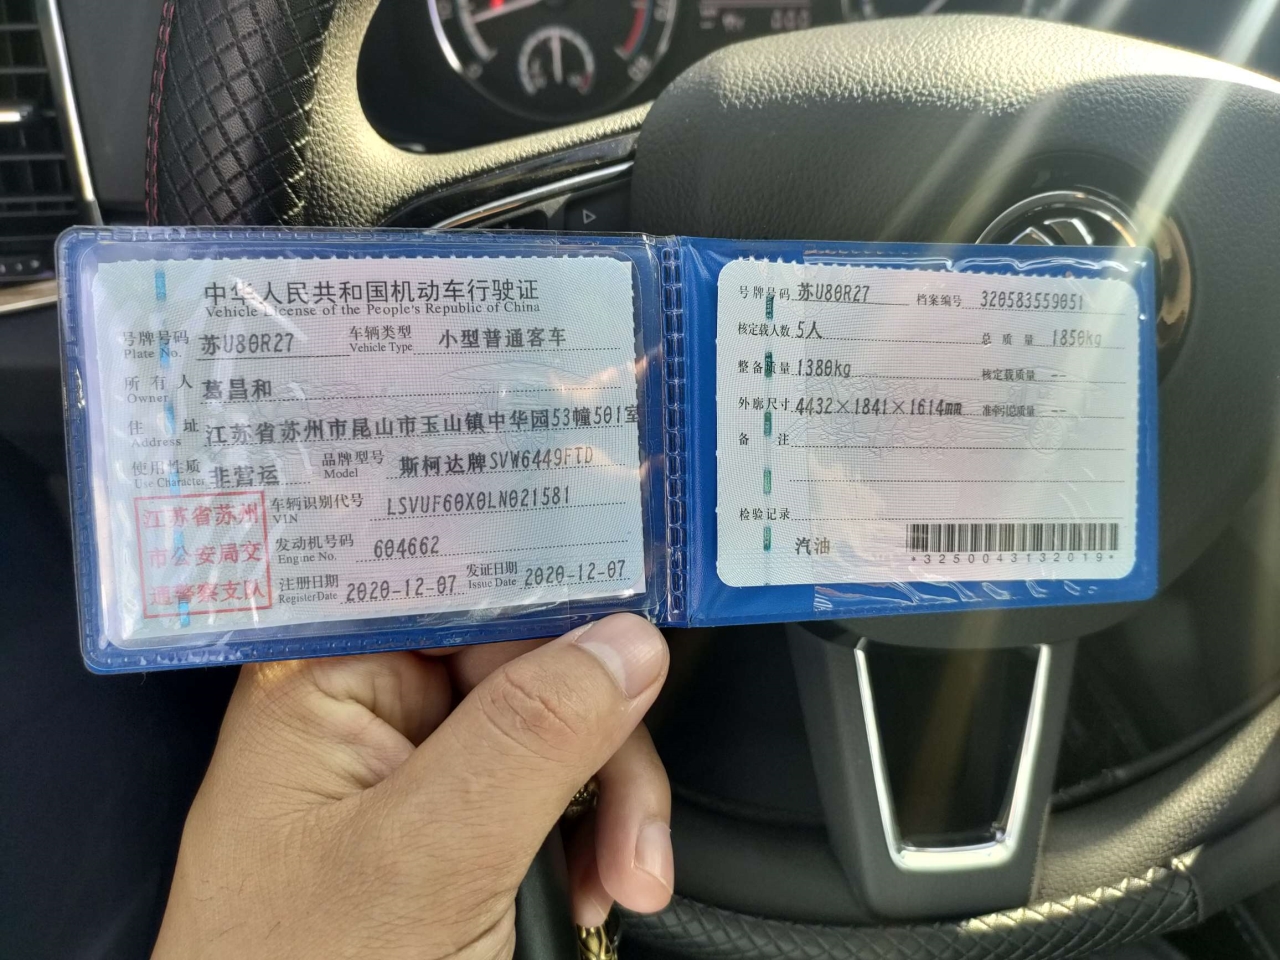 中华人民共和国机动车行驶证
Vehicle License of the People's Republic of China
号牌号码 Plate No. 苏U80R27 车辆类型 Vehicle Type 小型普通客车
所有人 Owner 葛昌和
住址 Address 江苏省苏州市昆山市玉山镇中华园53幢501室
使用性质 Use Character 非营运 品牌型号 Model 斯柯达牌SVW6449FTD
江苏省苏州
市公安局交
通警察支队
车辆识别代号 VIN LSVUF60X0LN021581
发动机号码 Engine No. 604662
注册日期 Register Date 2020-12-07 发证日期 Issue Date 2020-12-07
号牌号码 苏U80R27 档案编号 320583559051
核定载人数 5人 总质量 1850kg
整备质量 1380kg 核定载质量 --
外廓尺寸 4432×1841×1614mm 准牵引总质量 --
备注
检验记录
汽油
*3250043132019*